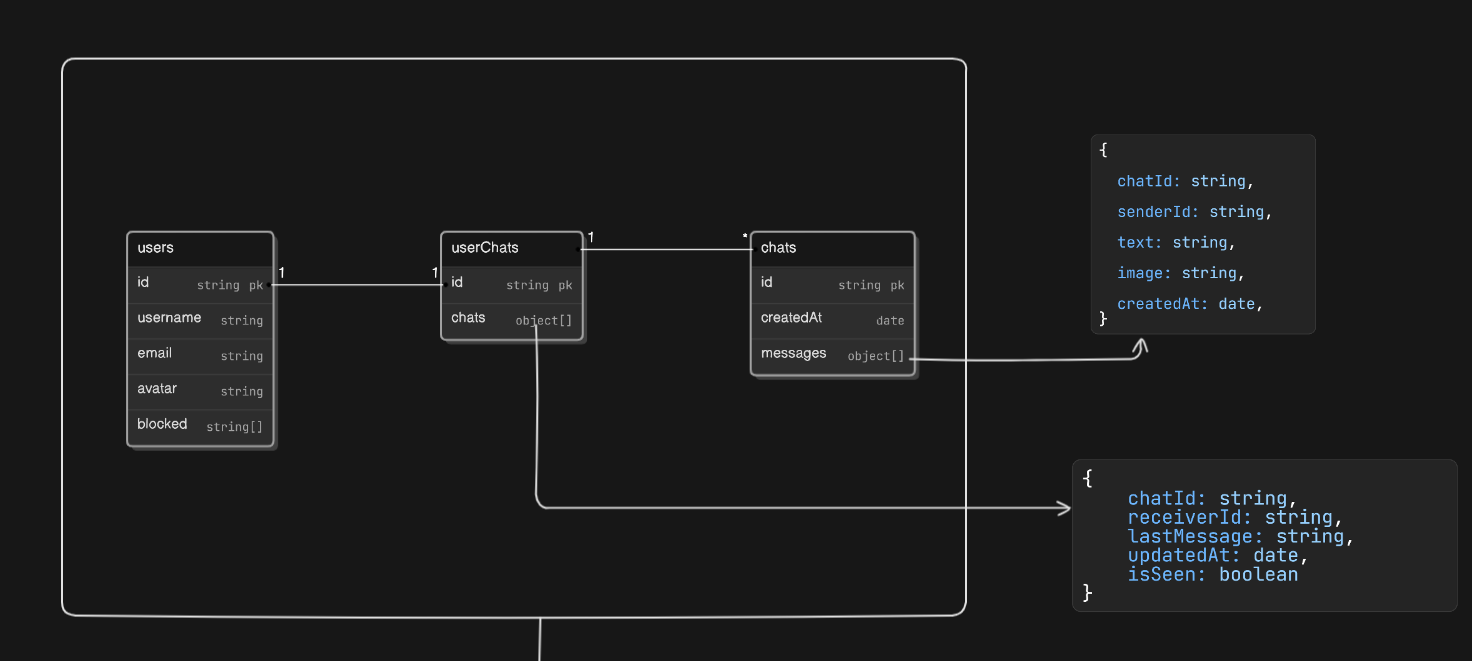 users
id string pk
username string
email string
avatar string
blocked string[]
1
1
userChats
id string pk
chats object[]
1
*
chats
id string pk
createdAt date
messages object[]
{
chatId: string,
senderId: string,
text: string,
image: string,
createdAt: date,
}
{
chatId: string,
receiverId: string,
lastMessage: string,
updatedAt: date,
isSeen: boolean
}